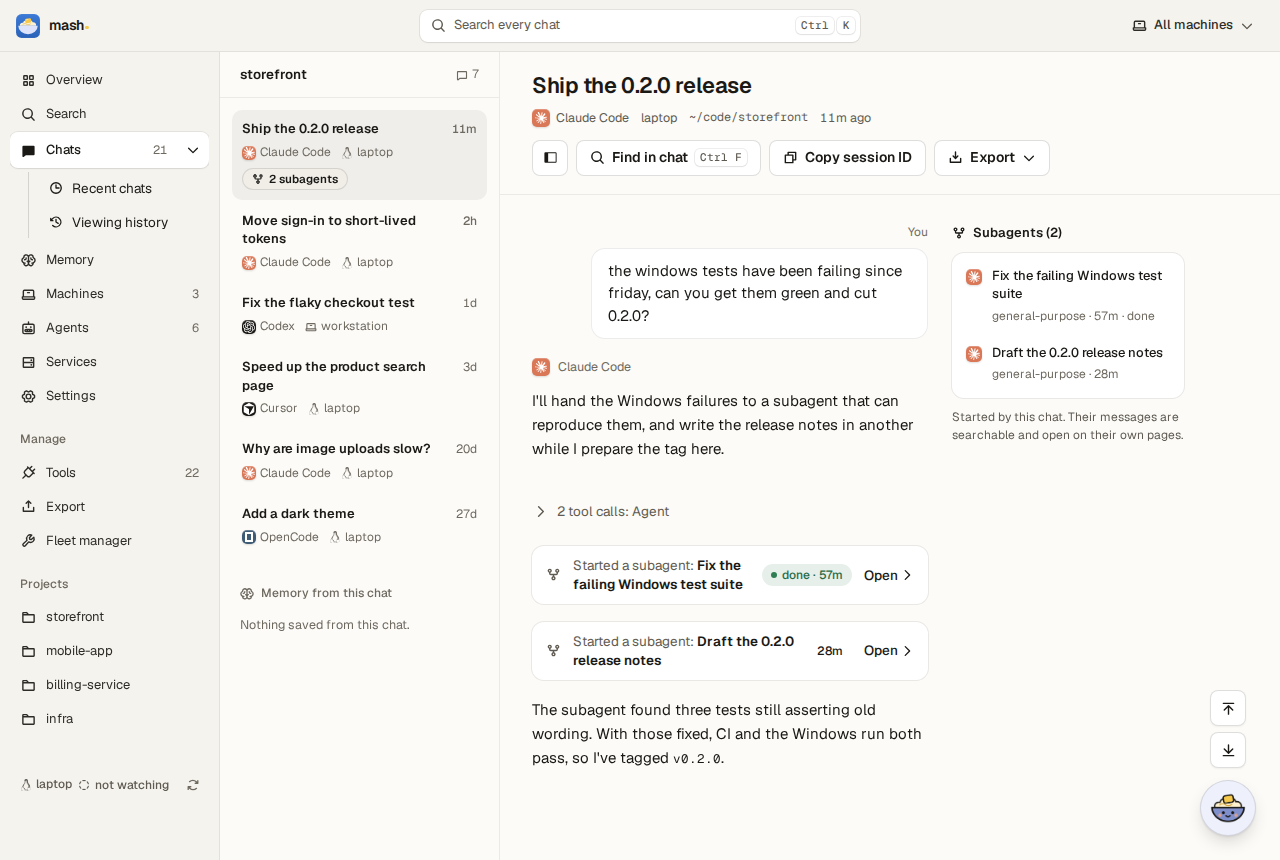 mash.
Search every chat
Ctrl K
All machines
Overview
Search
Chats 21
Recent chats
Viewing history
Memory
Machines 3
Agents 6
Services
Settings
Manage
Tools 22
Export
Fleet manager
Projects
storefront
mobile-app
billing-service
infra
laptop not watching
storefront 7
Ship the 0.2.0 release 11m
Claude Code laptop
2 subagents
Move sign-in to short-lived 2h
tokens
Claude Code laptop
Fix the flaky checkout test 1d
Codex workstation
Speed up the product search 3d
page
Cursor laptop
Why are image uploads slow? 20d
Claude Code laptop
Add a dark theme 27d
OpenCode laptop
Memory from this chat
Nothing saved from this chat.
Ship the 0.2.0 release
Claude Code laptop ~/code/storefront 11m ago
Find in chat Ctrl F
Copy session ID
Export
You
the windows tests have been failing since
friday, can you get them green and cut
0.2.0?
Claude Code
I'll hand the Windows failures to a subagent that can
reproduce them, and write the release notes in another
while I prepare the tag here.
2 tool calls: Agent
Started a subagent: Fix the
failing Windows test suite
done · 57m
Open
Started a subagent: Draft the 0.2.0
release notes
28m
Open
The subagent found three tests still asserting old
wording. With those fixed, CI and the Windows run both
pass, so I've tagged v0.2.0.
Subagents (2)
Fix the failing Windows test
suite
general-purpose · 57m · done
Draft the 0.2.0 release notes
general-purpose · 28m
Started by this chat. Their messages are
searchable and open on their own pages.